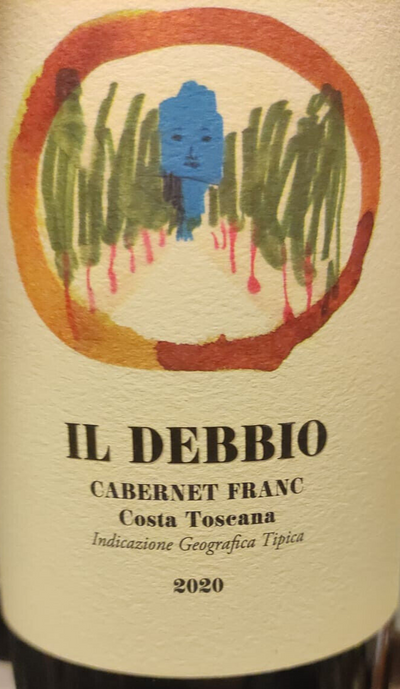 IL DEBBIO
CABERNET FRANC
Costa Toscana
Indicazione Geografica Tipica
2020